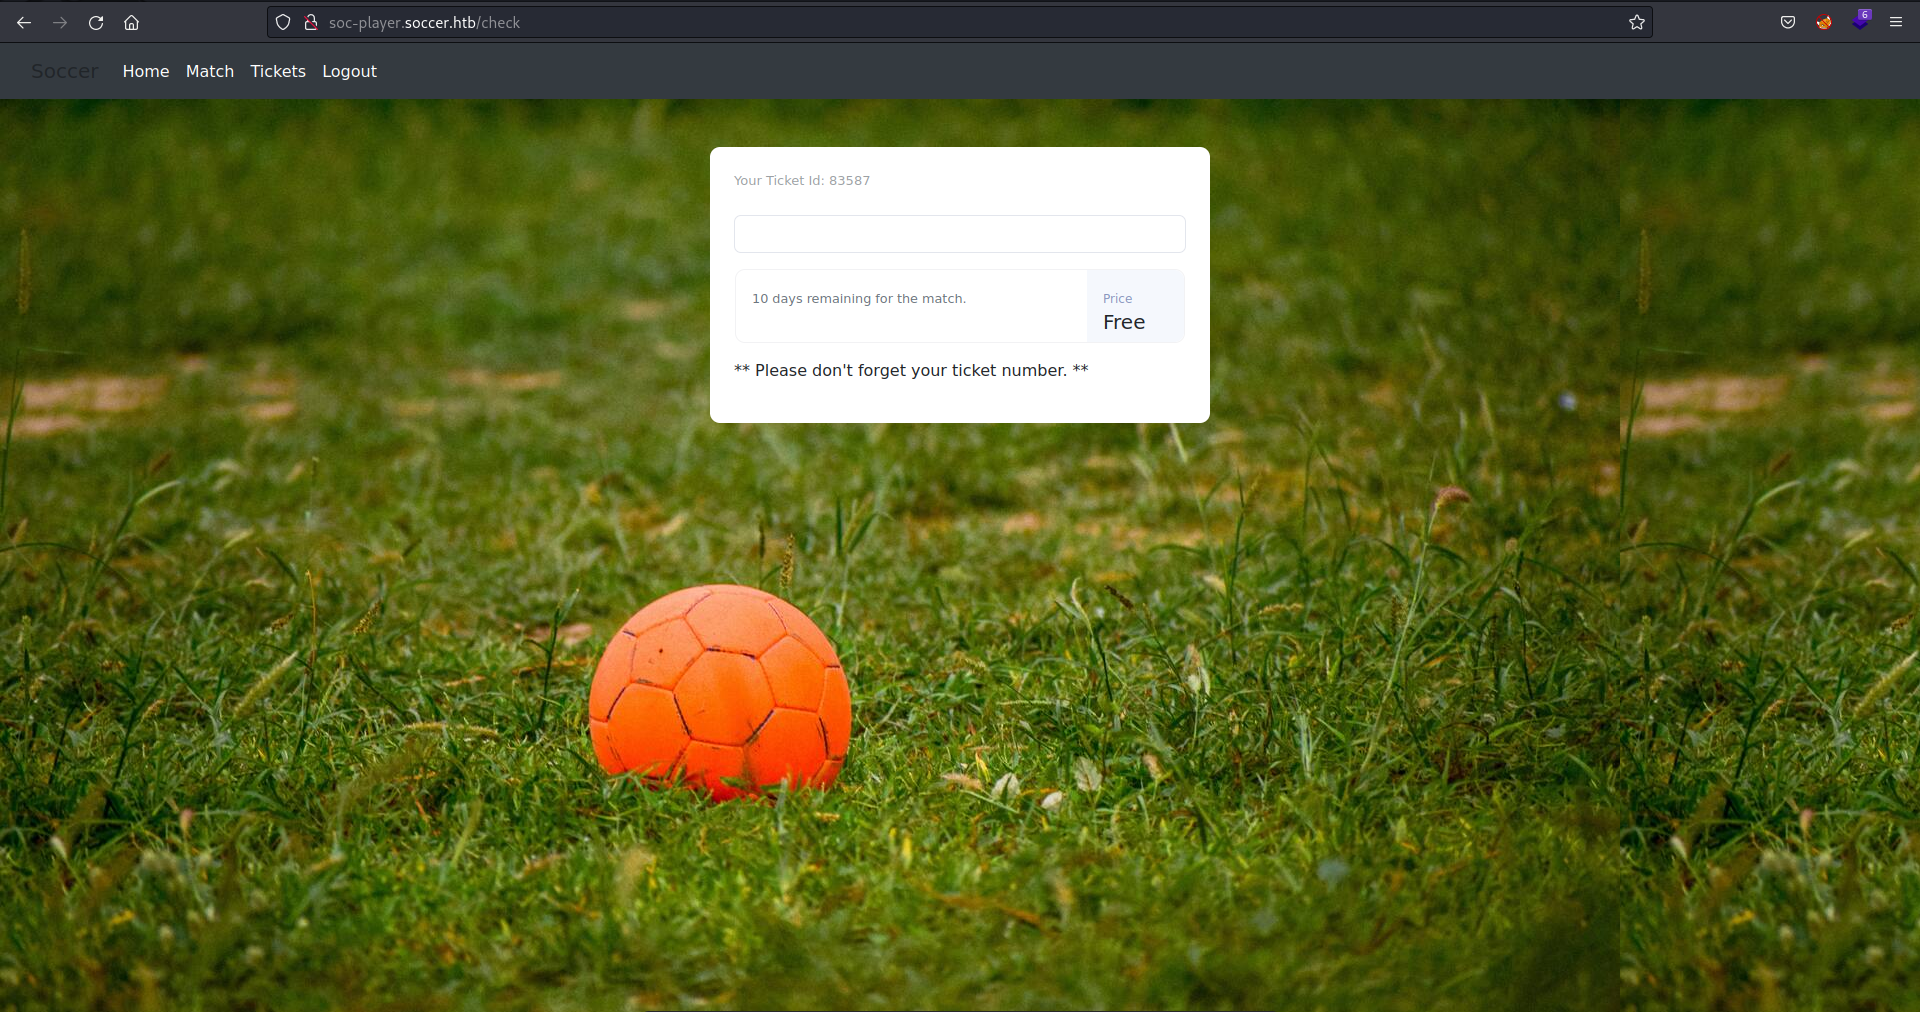 soc-player.soccer.htb/check
6
Soccer Home Match Tickets Logout
Your Ticket Id: 83587
10 days remaining for the match.
Price
Free
** Please don't forget your ticket number. **